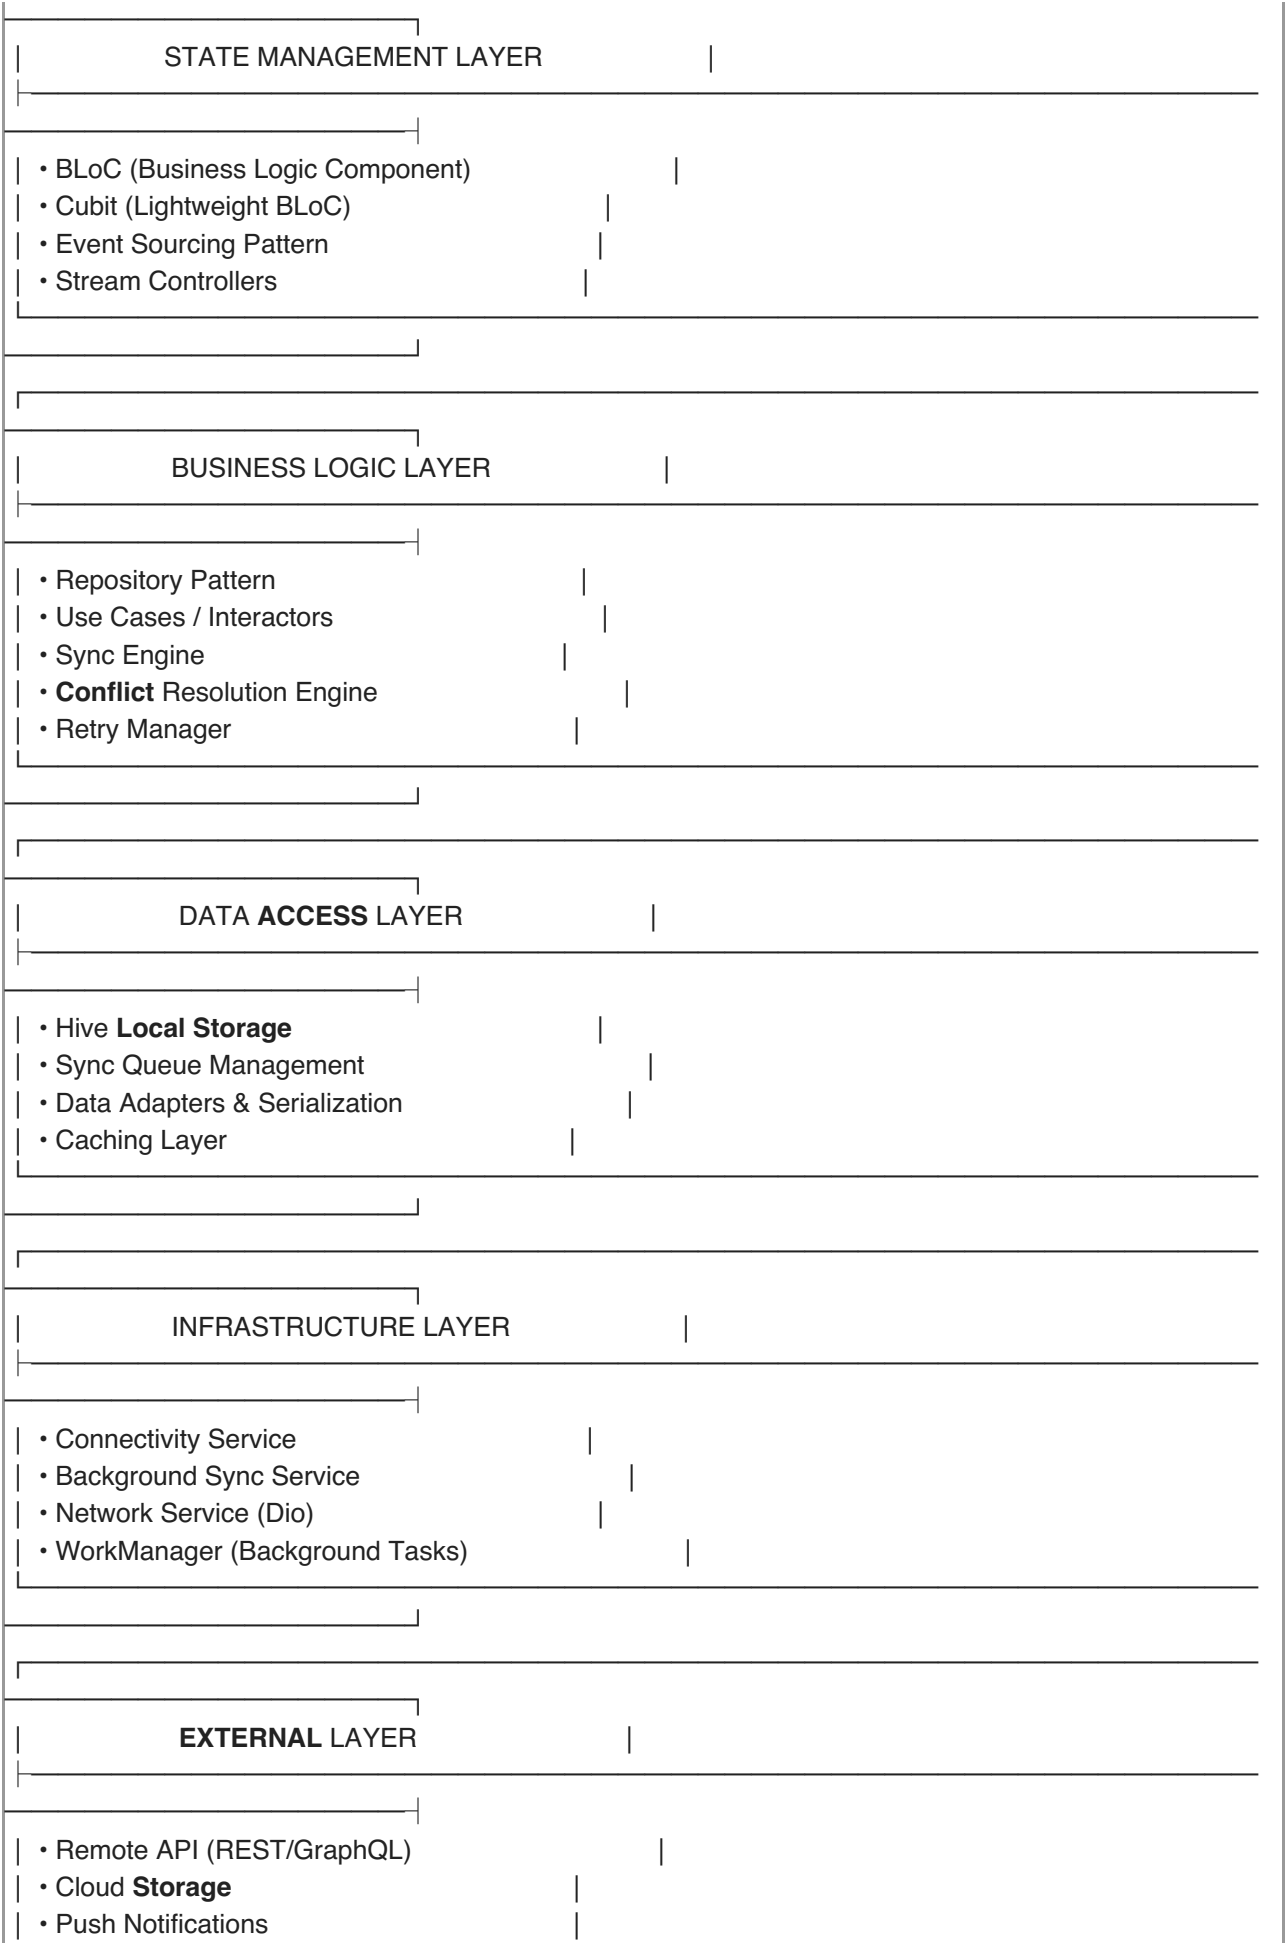 STATE MANAGEMENT LAYER
• BLoC (Business Logic Component)
• Cubit (Lightweight BLoC)
• Event Sourcing Pattern
• Stream Controllers
BUSINESS LOGIC LAYER
• Repository Pattern
• Use Cases / Interactors
• Sync Engine
• Conflict Resolution Engine
• Retry Manager
DATA ACCESS LAYER
• Hive Local Storage
• Sync Queue Management
• Data Adapters & Serialization
• Caching Layer
INFRASTRUCTURE LAYER
• Connectivity Service
• Background Sync Service
• Network Service (Dio)
• WorkManager (Background Tasks)
EXTERNAL LAYER
• Remote API (REST/GraphQL)
• Cloud Storage
• Push Notifications